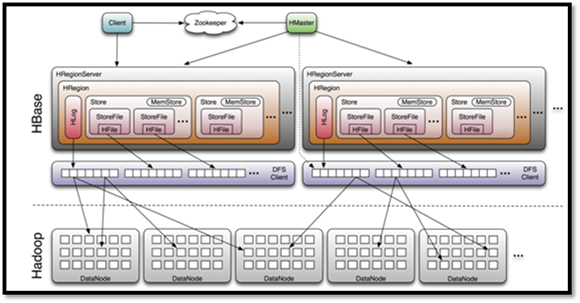 Client
Zookeeper
HMaster
HBase
HRegionServer
HRegion
HLog
Store
MemStore
StoreFile
HFile
StoreFile
HFile
...
Store
MemStore
StoreFile
HFile
...
...
DFS
Client
...
HRegionServer
HRegion
HLog
Store
MemStore
StoreFile
HFile
StoreFile
HFile
...
Store
MemStore
StoreFile
HFile
...
...
DFS
Client
...
...
Hadoop
DataNode
DataNode
DataNode
DataNode
DataNode
...